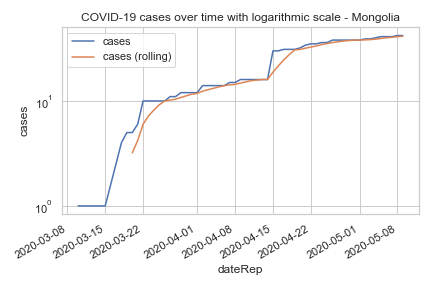 COVID-19 cases over time with logarithmic scale - Mongolia
cases
cases (rolling)
cases
10¹
10⁰
2020-03-08
2020-03-15
2020-03-22
2020-04-01
2020-04-08
2020-04-15
2020-04-22
2020-05-01
2020-05-08
dateRep